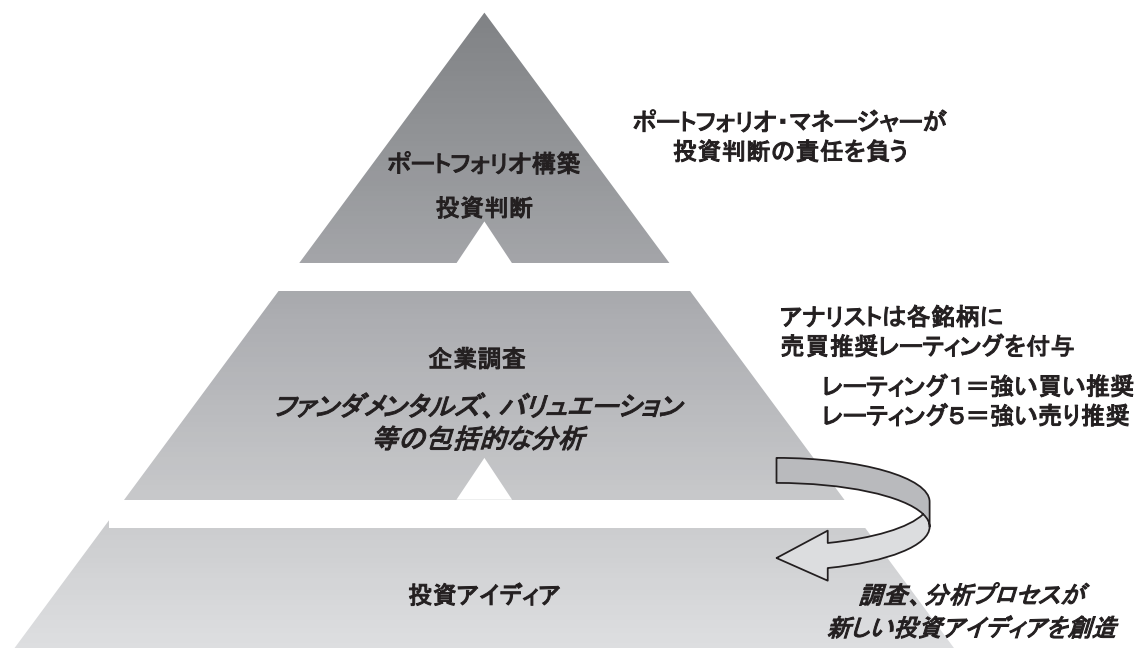 ポートフォリオ・マネージャーが
投資判断の責任を負う
ポートフォリオ構築
投資判断
アナリストは各銘柄に
売買推奨レーティングを付与
レーティング1＝強い買い推奨
レーティング5＝強い売り推奨
企業調査
ファンダメンタルズ、バリュエーション
等の包括的な分析
投資アイディア
調査、分析プロセスが
新しい投資アイディアを創造